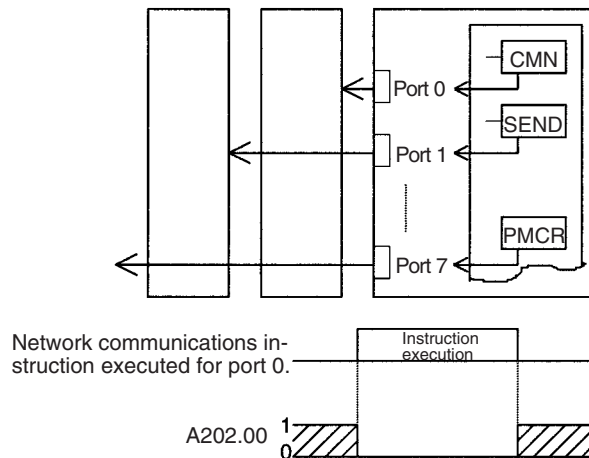 CMN
Port 0
SEND
Port 1
PMCR
Port 7
Network communications in-
struction executed for port 0.
Instruction
execution
A202.00
1
0